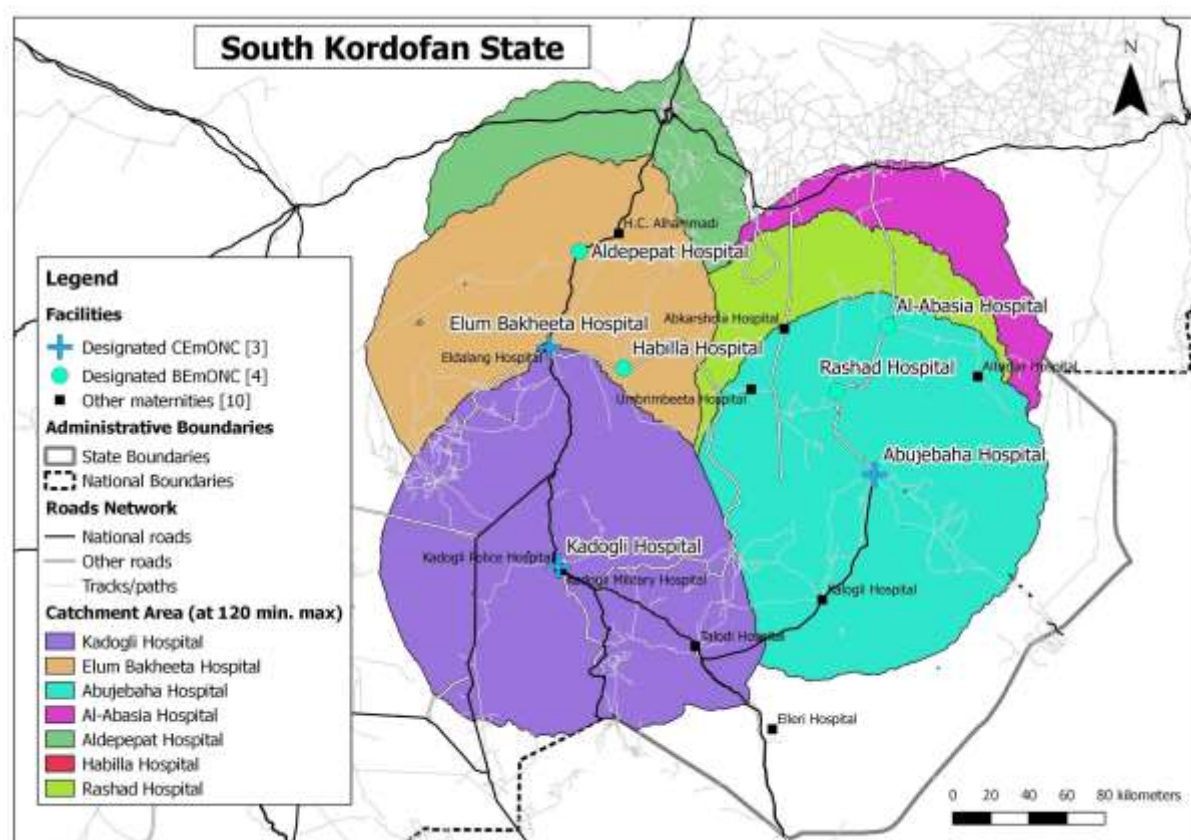 South Kordofan State
N
H.C. Alhammadi
Aldepepat Hospital
Elum Bakheeta Hospital
Eldalang Hospital
Habilla Hospital
Abkarshola Hospital
Al-Abasia Hospital
Umbrimbeeta Hospital
Rashad Hospital
Hospital
Abujebaha Hospital
Kadogli Hospital
Kadogli Police Hospital
Kadogli Military Hospital
Kalogii Hospital
Talodi Hospital
Elleri Hospital
Legend
Facilities
Designated CEmONC [3]
Designated BEmONC [4]
Other maternities [10]
Administrative Boundaries
State Boundaries
National Boundaries
Roads Network
National roads
Other roads
Tracks/paths
Catchment Area (at 120 min. max)
Kadogli Hospital
Elum Bakheeta Hospital
Abujebaha Hospital
Al-Abasia Hospital
Aldepepat Hospital
Habilla Hospital
Rashad Hospital
0 20 40 60 80 kilometers